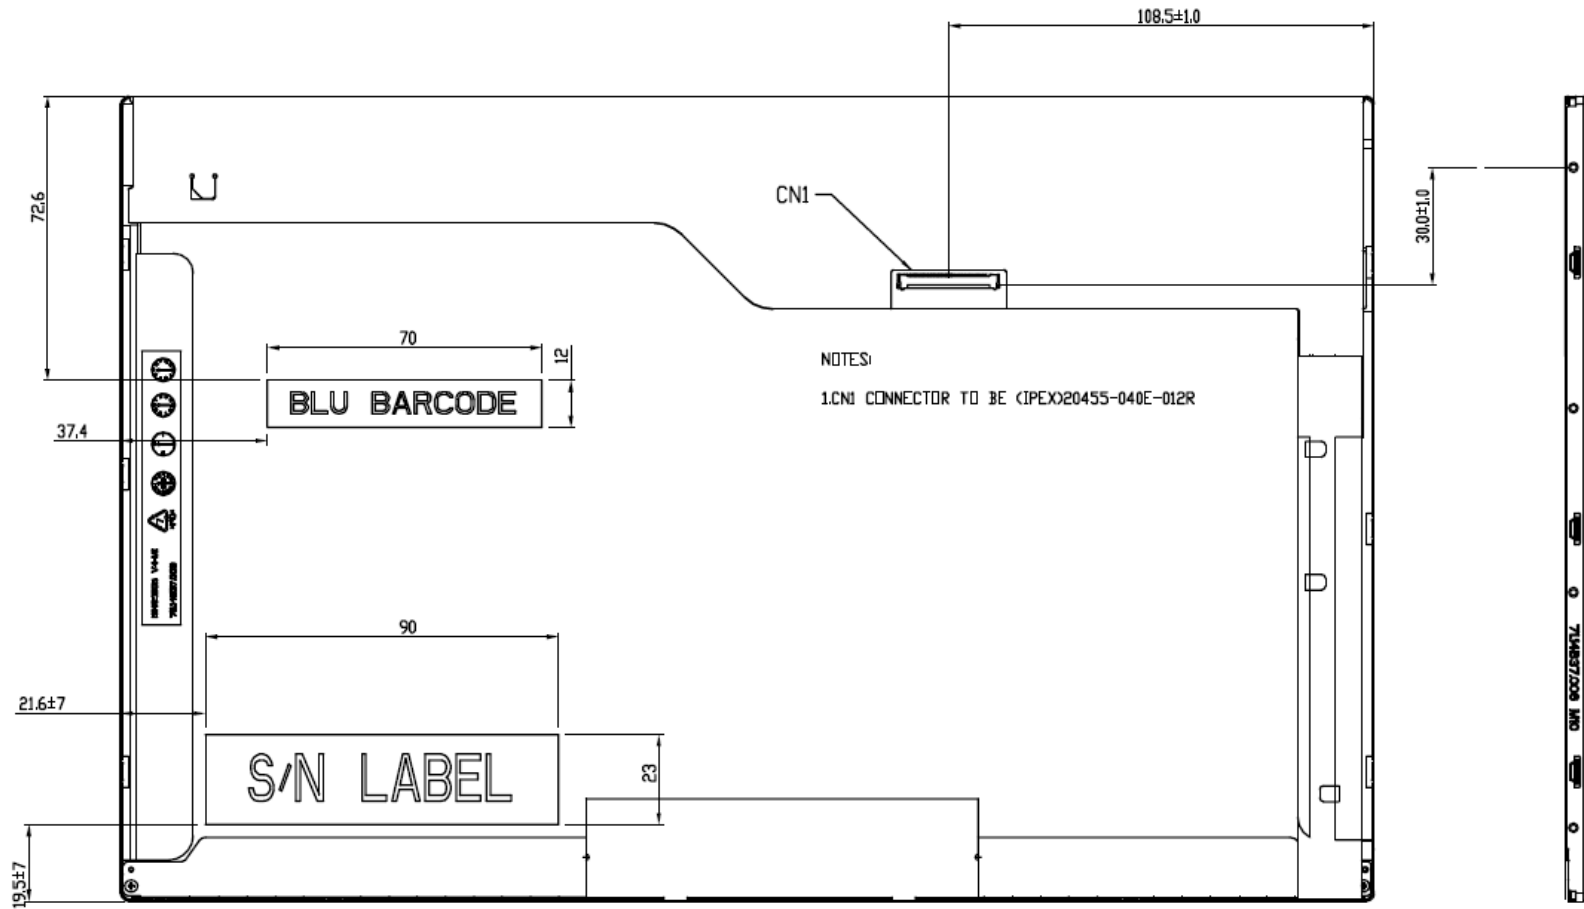 108.5±1.0
72.6
CN1
30.0±1.0
70
12
NOTES:
1.CN1 CONNECTOR TO BE (IPEX)20455-040E-012R
BLU BARCODE
37.4
90
21.6±7
S/N LABEL
23
19.5±7